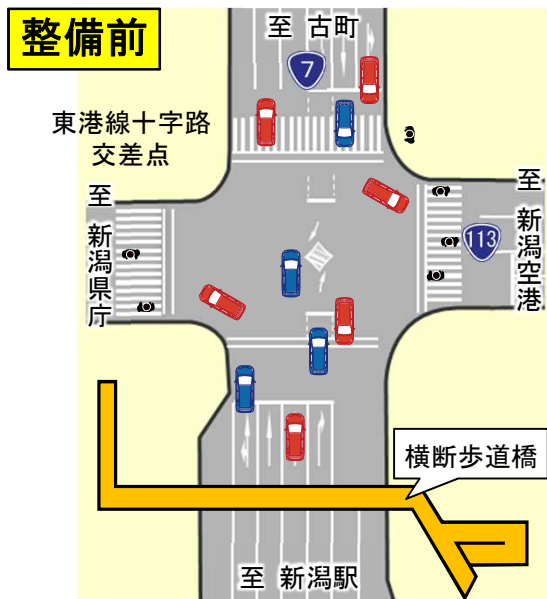 整備前
至 古町
7
東港線十字路
交差点
至 新潟県庁
至 新潟空港
113
横断歩道橋
至 新潟駅